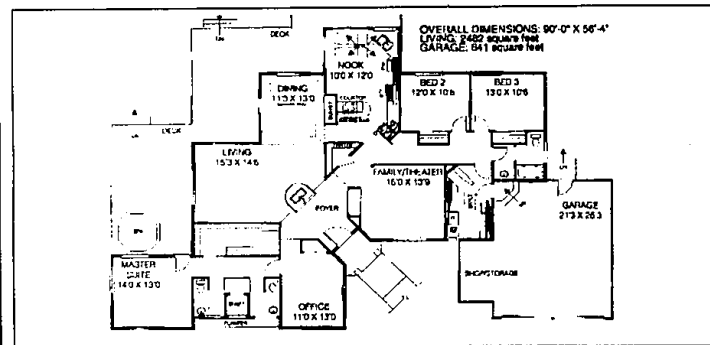 OVERALL DIMENSIONS: 90'-0" X 56'-4"
LIVING: 2482 square feet
GARAGE: 641 square feet
DECK
NOOK
10'0 X 12'0
DINING
11'3 X 13'0
BED 2
12'0 X 10'6
BED 3
13'0 X 10'6
DECK
LIVING
15'3 X 14'6
FAMILY/THEATER
16'0 X 13'9
FOYER
GARAGE
21'3 X 26'3
SPA
MASTER
SUITE
14'0 X 13'0
SHOP/STORAGE
OFFICE
11'0 X 13'0
PLANTER